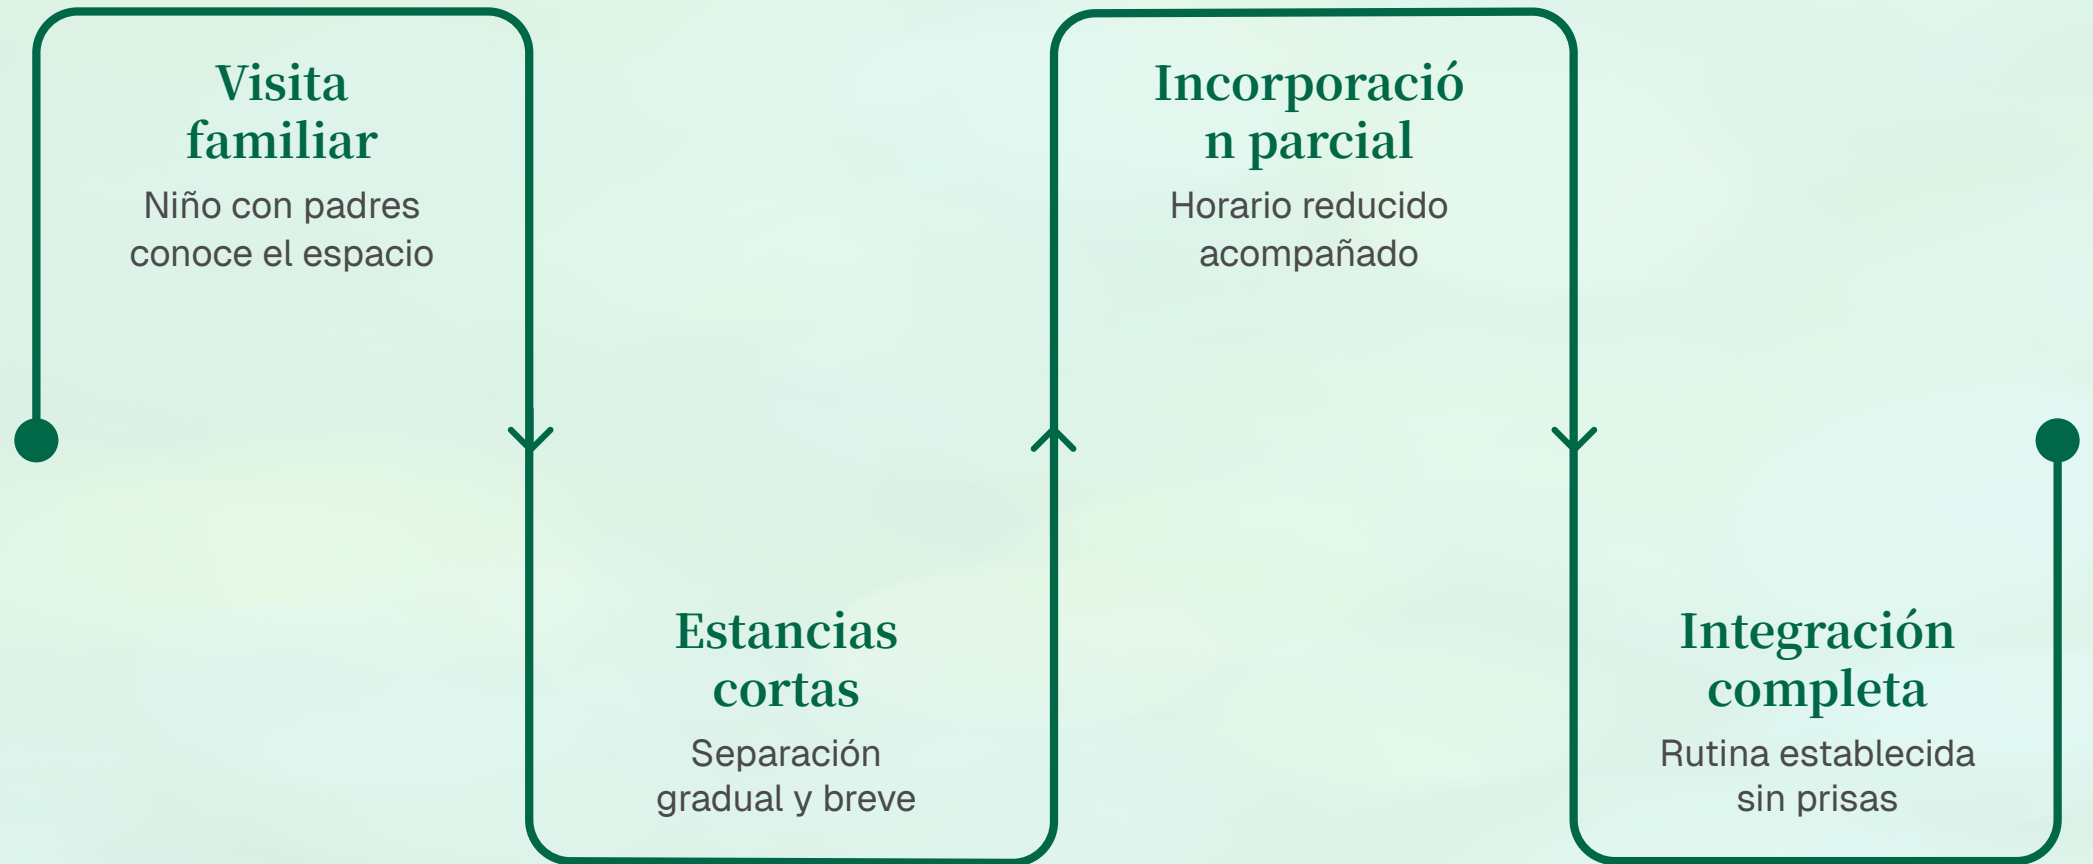 Visita
familiar
Niño con padres
conoce el espacio
Estancias
cortas
Separación
gradual y breve
Incorporació
n parcial
Horario reducido
acompañado
Integración
completa
Rutina establecida
sin prisas